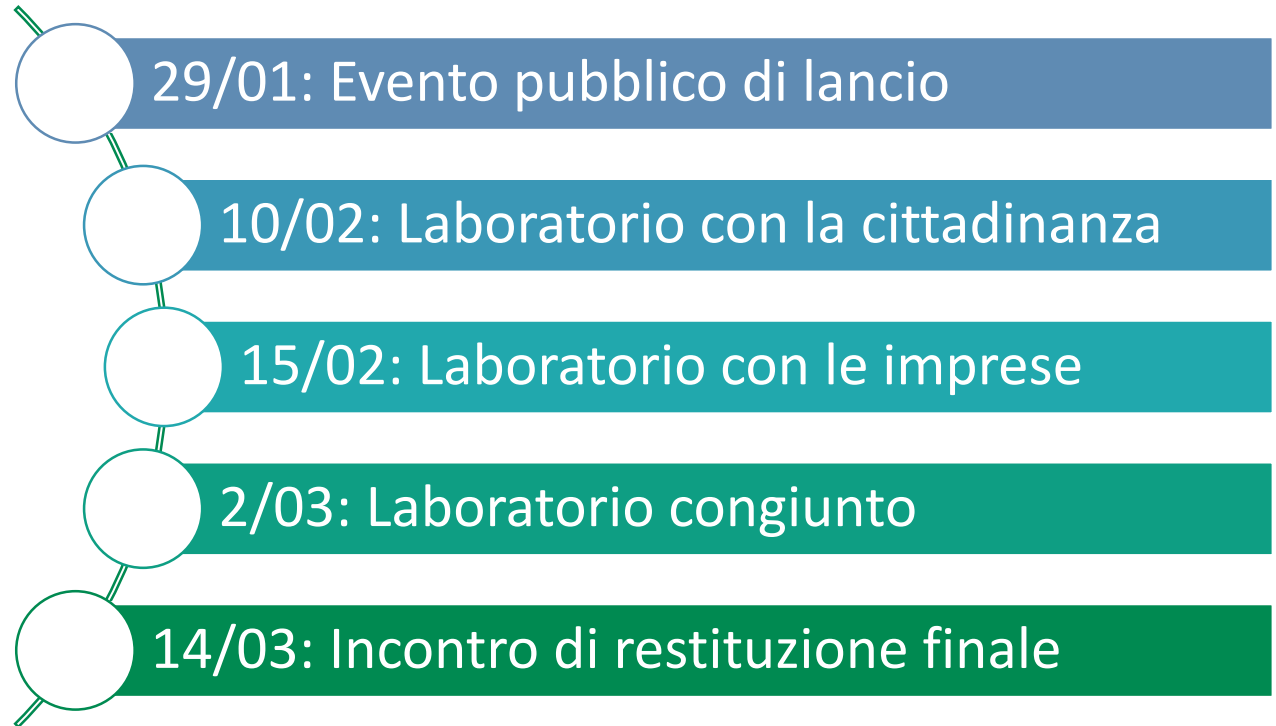 29/01: Evento pubblico di lancio
10/02: Laboratorio con la cittadinanza
15/02: Laboratorio con le imprese
2/03: Laboratorio congiunto
14/03: Incontro di restituzione finale